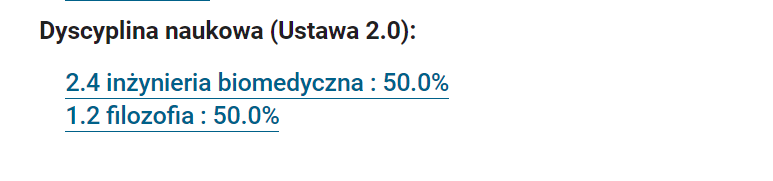 Dyscyplina naukowa (Ustawa 2.0):
2.4 inżynieria biomedyczna : 50.0%
1.2 filozofia : 50.0%